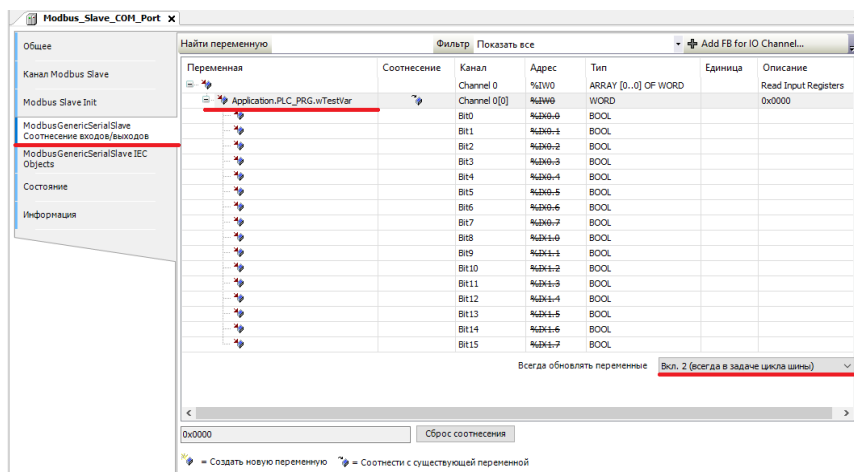 Modbus_Slave_COM_Port x
Общее
Канал Modbus Slave
Modbus Slave Init
ModbusGenericSerialSlave
Соотнесение входов/выходов
ModbusGenericSerialSlave IEC
Objects
Состояние
Информация
Найти переменную Фильтр Показать все Add FB for IO Channel...
Переменная Соотнесение Канал Адрес Тип Единица Описание
Channel 0 %IW0 ARRAY [0..0] OF WORD Read Input Registers
Application.PLC_PRG.wTestVar Channel 0[0] %IW0 WORD 0x0000
Bit0 %IX0.0 BOOL
Bit1 %IX0.1 BOOL
Bit2 %IX0.2 BOOL
Bit3 %IX0.3 BOOL
Bit4 %IX0.4 BOOL
Bit5 %IX0.5 BOOL
Bit6 %IX0.6 BOOL
Bit7 %IX0.7 BOOL
Bit8 %IX1.0 BOOL
Bit9 %IX1.1 BOOL
Bit10 %IX1.2 BOOL
Bit11 %IX1.3 BOOL
Bit12 %IX1.4 BOOL
Bit13 %IX1.5 BOOL
Bit14 %IX1.6 BOOL
Bit15 %IX1.7 BOOL
Всегда обновлять переменные Вкл. 2 (всегда в задаче цикла шины)
0x0000 Сброс соотнесения
= Создать новую переменную = Соотнести с существующей переменной